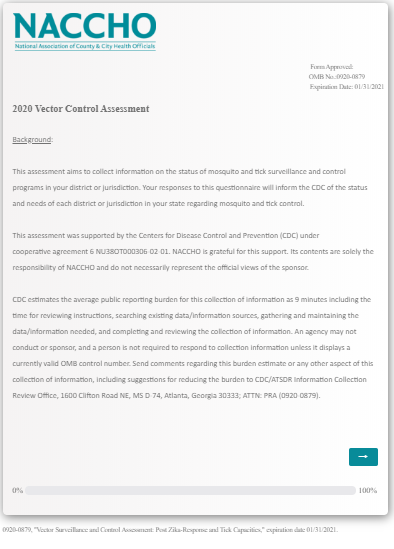 NACCHO
National Association of County & City Health Officials
Form Approved:
OMB No.:0920-0879
Expiration Date: 01/31/2021
2020 Vector Control Assessment
Background:
This assessment aims to collect information on the status of mosquito and tick surveillance and control
programs in your district or jurisdiction. Your responses to this questionnaire will inform the CDC of the status
and needs of each district or jurisdiction in your state regarding mosquito and tick control.
This assessment was supported by the Centers for Disease Control and Prevention (CDC) under
cooperative agreement 6 NU38OT000306-02-01. NACCHO is grateful for this support. Its contents are solely the
responsibility of NACCHO and do not necessarily represent the official views of the sponsor.
CDC estimates the average public reporting burden for this collection of information as 9 minutes including the
time for reviewing instructions, searching existing data/information sources, gathering and maintaining the
data/information needed, and completing and reviewing the collection of information. An agency may not
conduct or sponsor, and a person is not required to respond to collection information unless it displays a
currently valid OMB control number. Send comments regarding this burden estimate or any other aspect of this
collection of information, including suggestions for reducing the burden to CDC/ATSDR Information Collection
Review Office, 1600 Clifton Road NE, MS D-74, Atlanta, Georgia 30333; ATTN: PRA (0920-0879).
→
0% 100%
0920-0879, "Vector Surveillance and Control Assessment: Post Zika-Response and Tick Capacities," expiration date 01/31/2021.